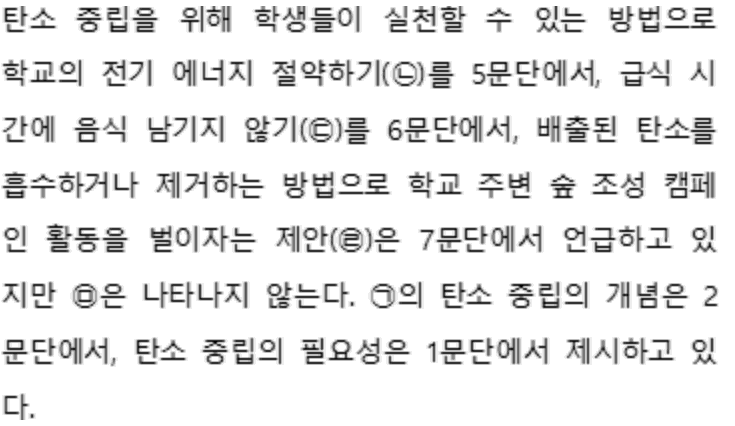 탄소 중립을 위해 학생들이 실천할 수 있는 방법으로
학교의 전기 에너지 절약하기(㉡)를 5문단에서, 급식 시
간에 음식 남기지 않기(㉢)를 6문단에서, 배출된 탄소를
흡수하거나 제거하는 방법으로 학교 주변 숲 조성 캠페
인 활동을 벌이자는 제안(㉣)은 7문단에서 언급하고 있
지만 ㉤은 나타나지 않는다. ㉠의 탄소 중립의 개념은 2
문단에서, 탄소 중립의 필요성은 1문단에서 제시하고 있
다.